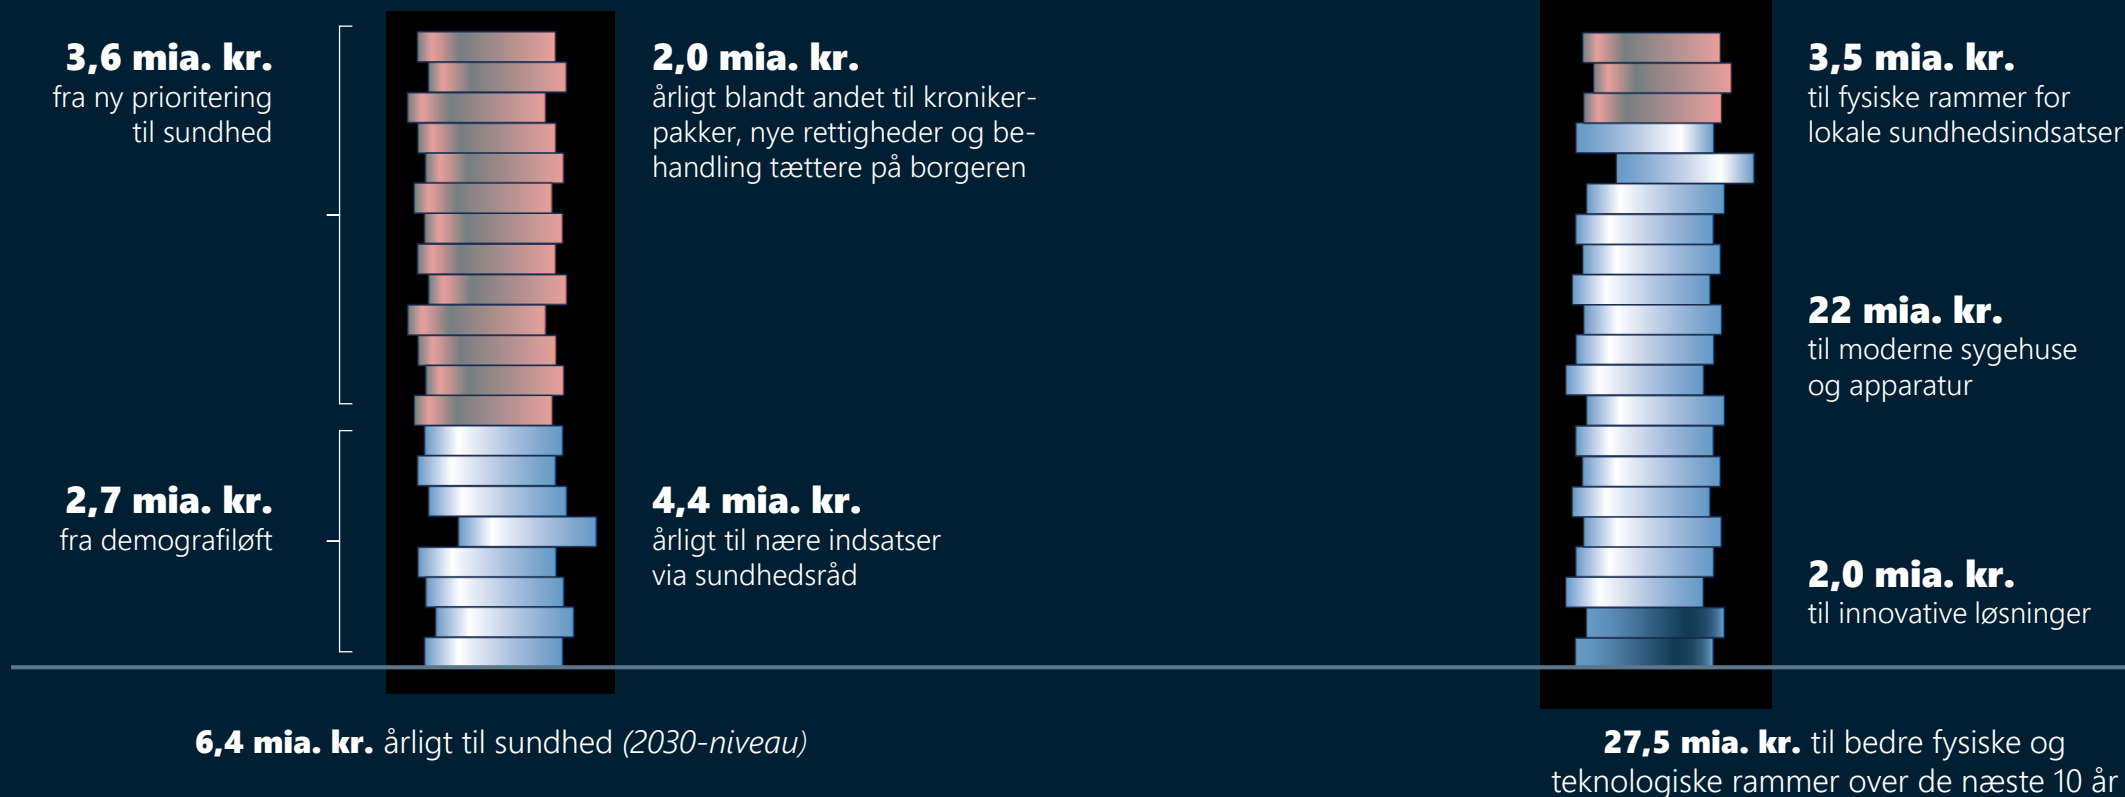 3,6 mia. kr.
fra ny prioritering
til sundhed
2,7 mia. kr.
fra demografiløft
2,0 mia. kr.
årligt blandt andet til kroniker-
pakker, nye rettigheder og be-
handling tættere på borgeren
4,4 mia. kr.
årligt til nære indsatser
via sundhedsråd
6,4 mia. kr. årligt til sundhed (2030-niveau)
3,5 mia. kr.
til fysiske rammer for
lokale sundhedsindsatser
22 mia. kr.
til moderne sygehuse
og apparatur
2,0 mia. kr.
til innovative løsninger
27,5 mia. kr. til bedre fysiske og
teknologiske rammer over de næste 10 år